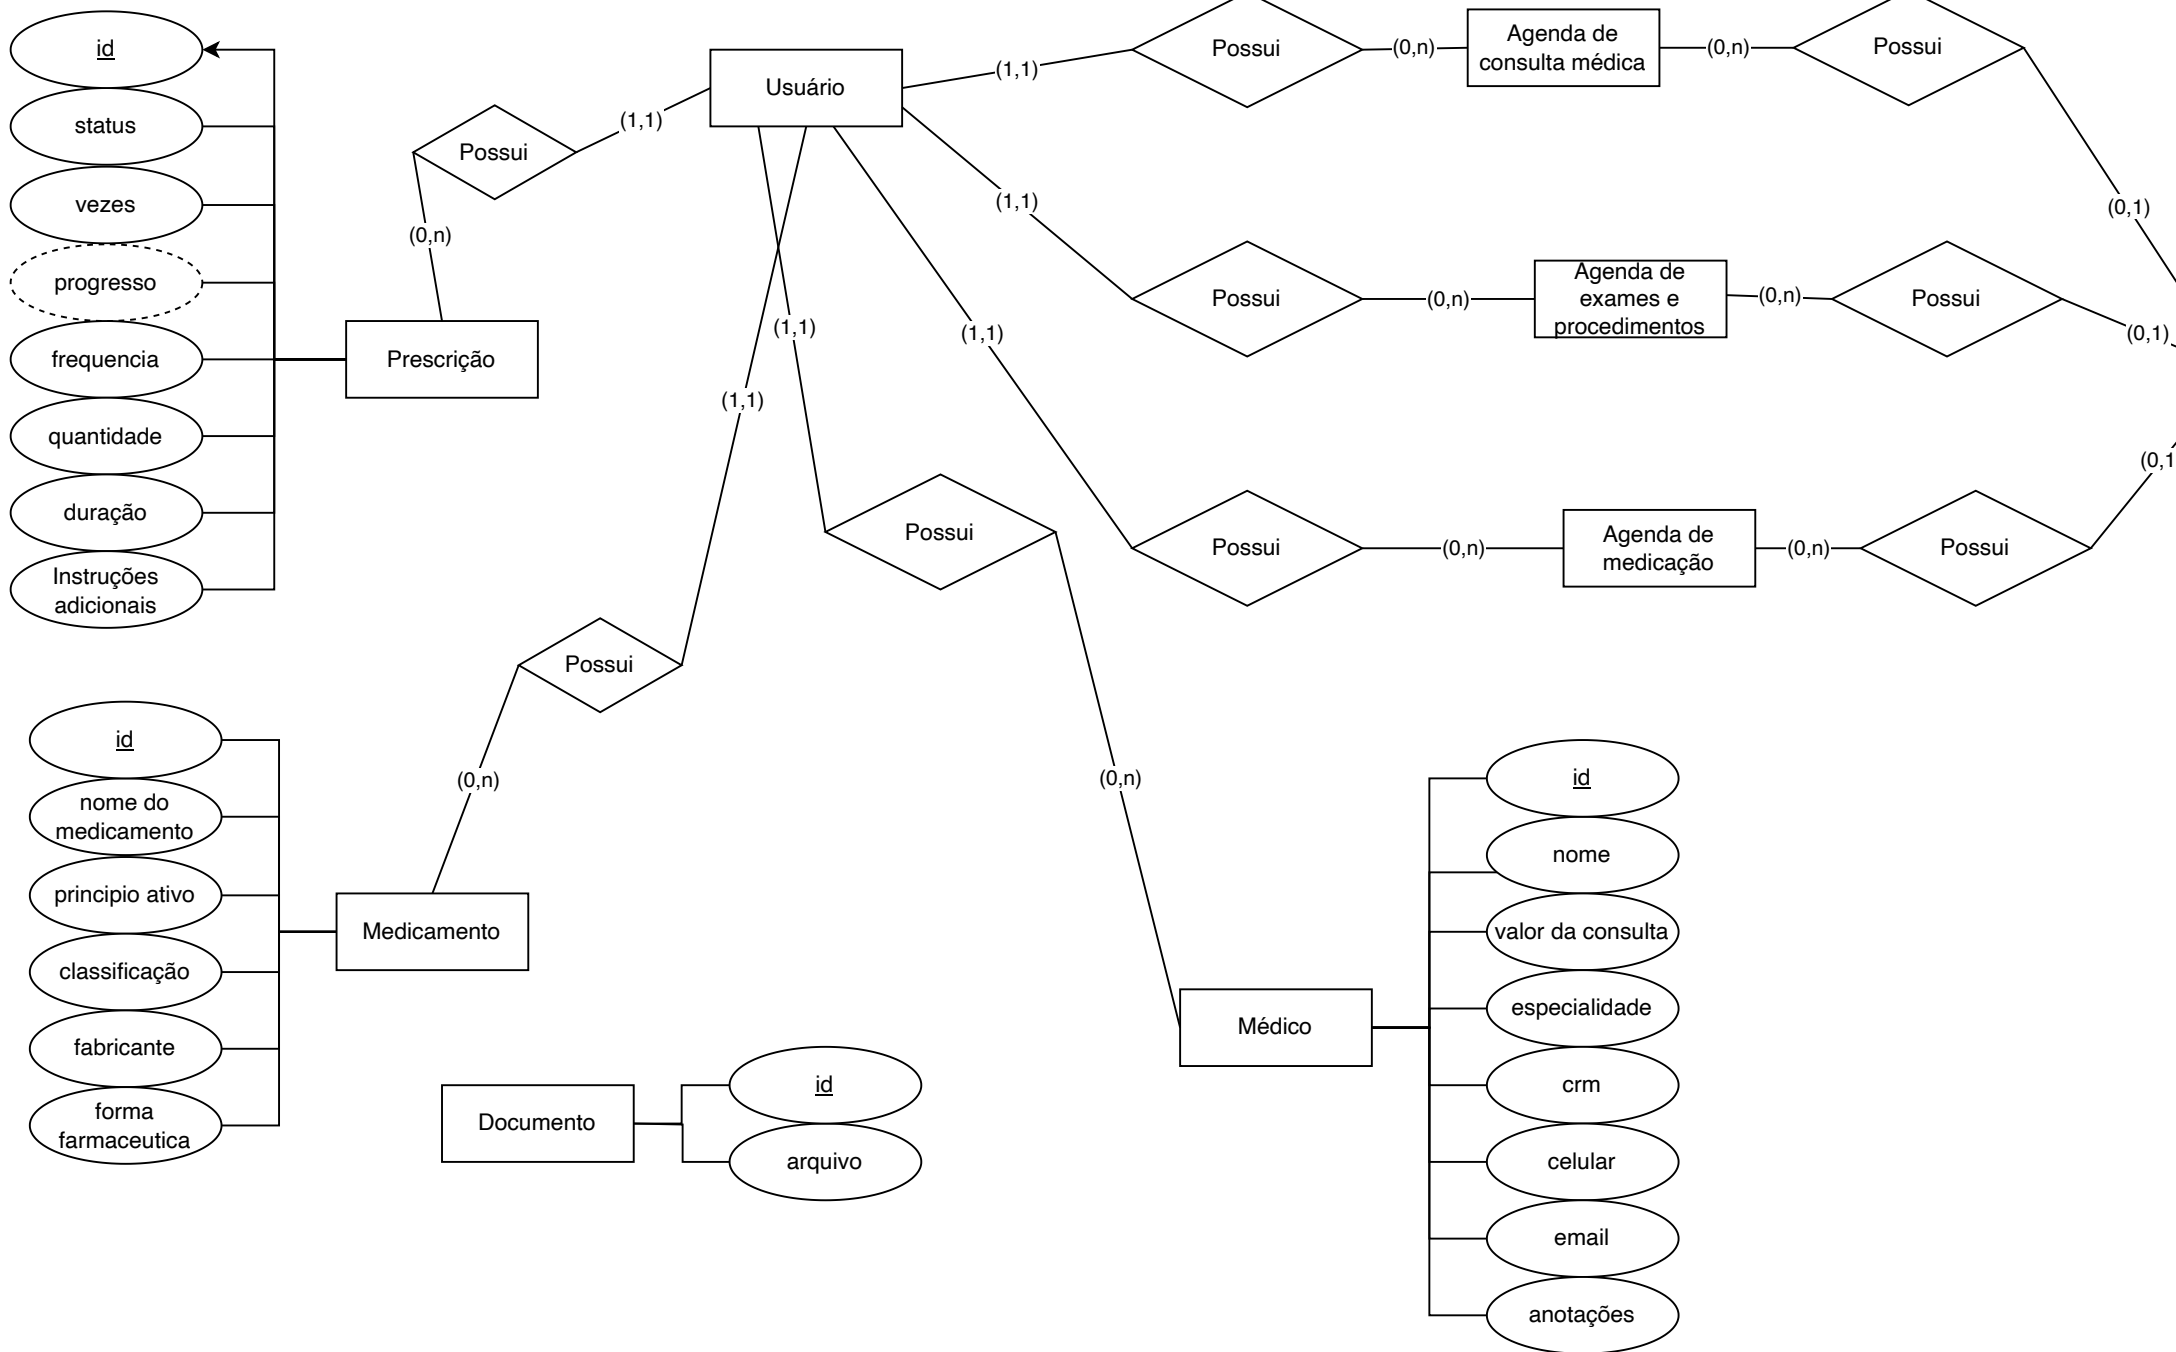 id
status
vezes
progresso
frequencia
quantidade
duração
Instruções
adicionais
Prescrição
(0,n)
Possui
(1,1)
Usuário
(1,1)
Possui
(0,n)
Agenda de
consulta médica
(0,n)
Possui
(0,1)
(1,1)
Possui
(0,n)
Agenda de
exames e
procedimentos
(0,n)
Possui
(0,1)
(1,1)
Possui
(0,n)
Agenda de
medicação
(0,n)
Possui
(0,1
(1,1)
Possui
(0,n)
(1,1)
Possui
(0,n)
id
nome do
medicamento
principio ativo
classificação
fabricante
forma
farmaceutica
Medicamento
Documento
id
arquivo
Médico
id
nome
valor da consulta
especialidade
crm
celular
email
anotações